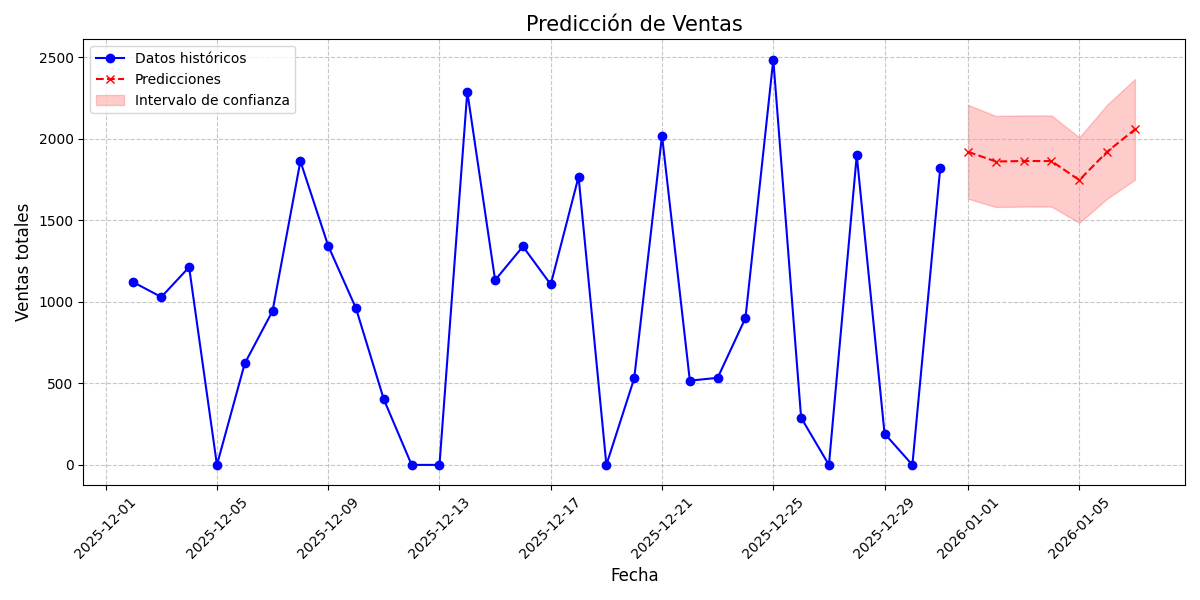 Predicción de Ventas
Datos históricos
Predicciones
Intervalo de confianza
Ventas totales
2500
2000
1500
1000
500
0
2025-12-01
2025-12-05
2025-12-09
2025-12-13
2025-12-17
2025-12-21
2025-12-25
2025-12-29
2026-01-01
2026-01-05
Fecha